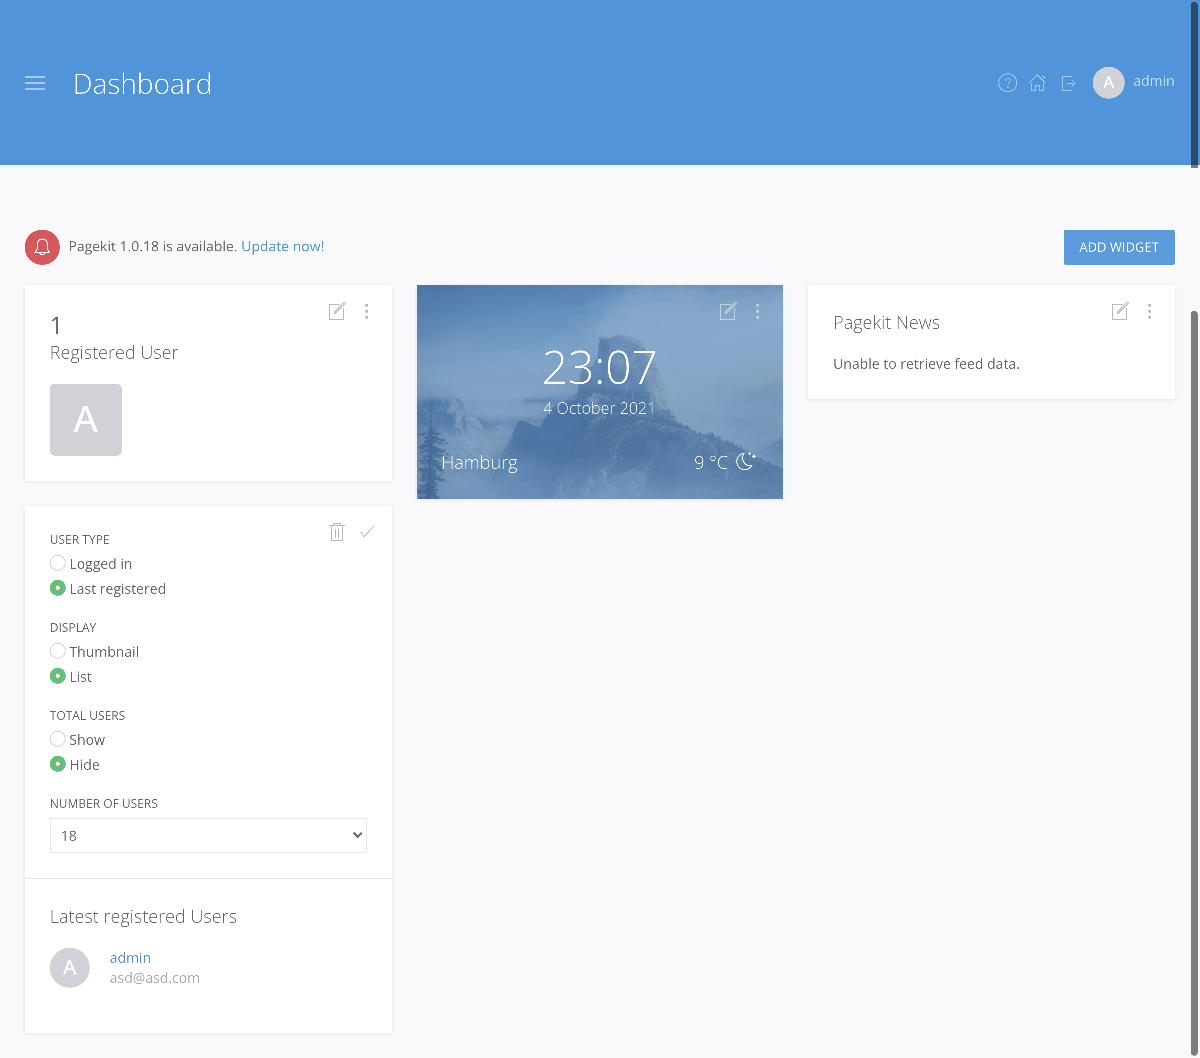 Dashboard
A admin
Pagekit 1.0.18 is available. Update now!
ADD WIDGET
1
Registered User
A
23:07
4 October 2021
Hamburg
9 °C
Pagekit News
Unable to retrieve feed data.
USER TYPE
Logged in
Last registered
DISPLAY
Thumbnail
List
TOTAL USERS
Show
Hide
NUMBER OF USERS
18
Latest registered Users
A
admin
asd@asd.com